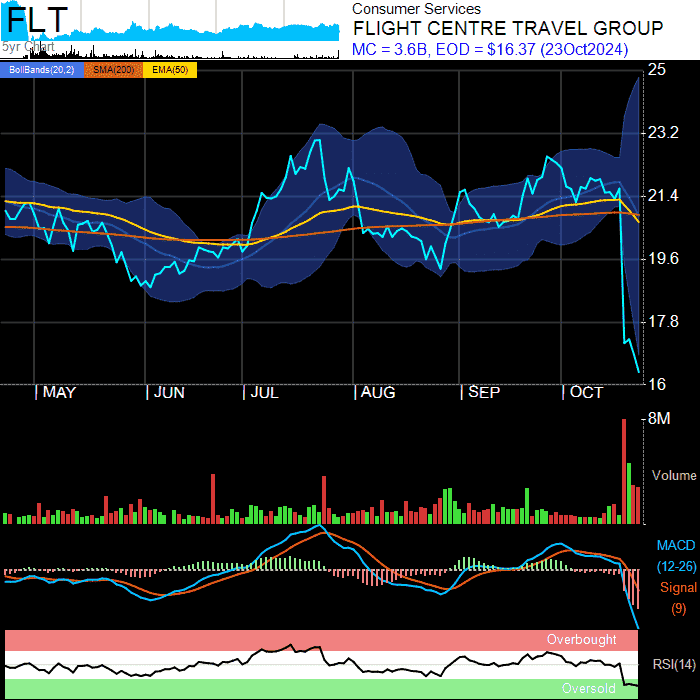 FLT
5yr Chart
Consumer Services
FLIGHT CENTRE TRAVEL GROUP
MC = 3.6B, EOD = $16.37 (23Oct2024)
BollBands(20,2) SMA(200) EMA(50)
25
23.2
21.4
19.6
17.8
16
| MAY | JUN | JUL | AUG | SEP | OCT
8M
Volume
MACD
(12-26)
Signal
(9)
Overbought
RSI(14)
Oversold